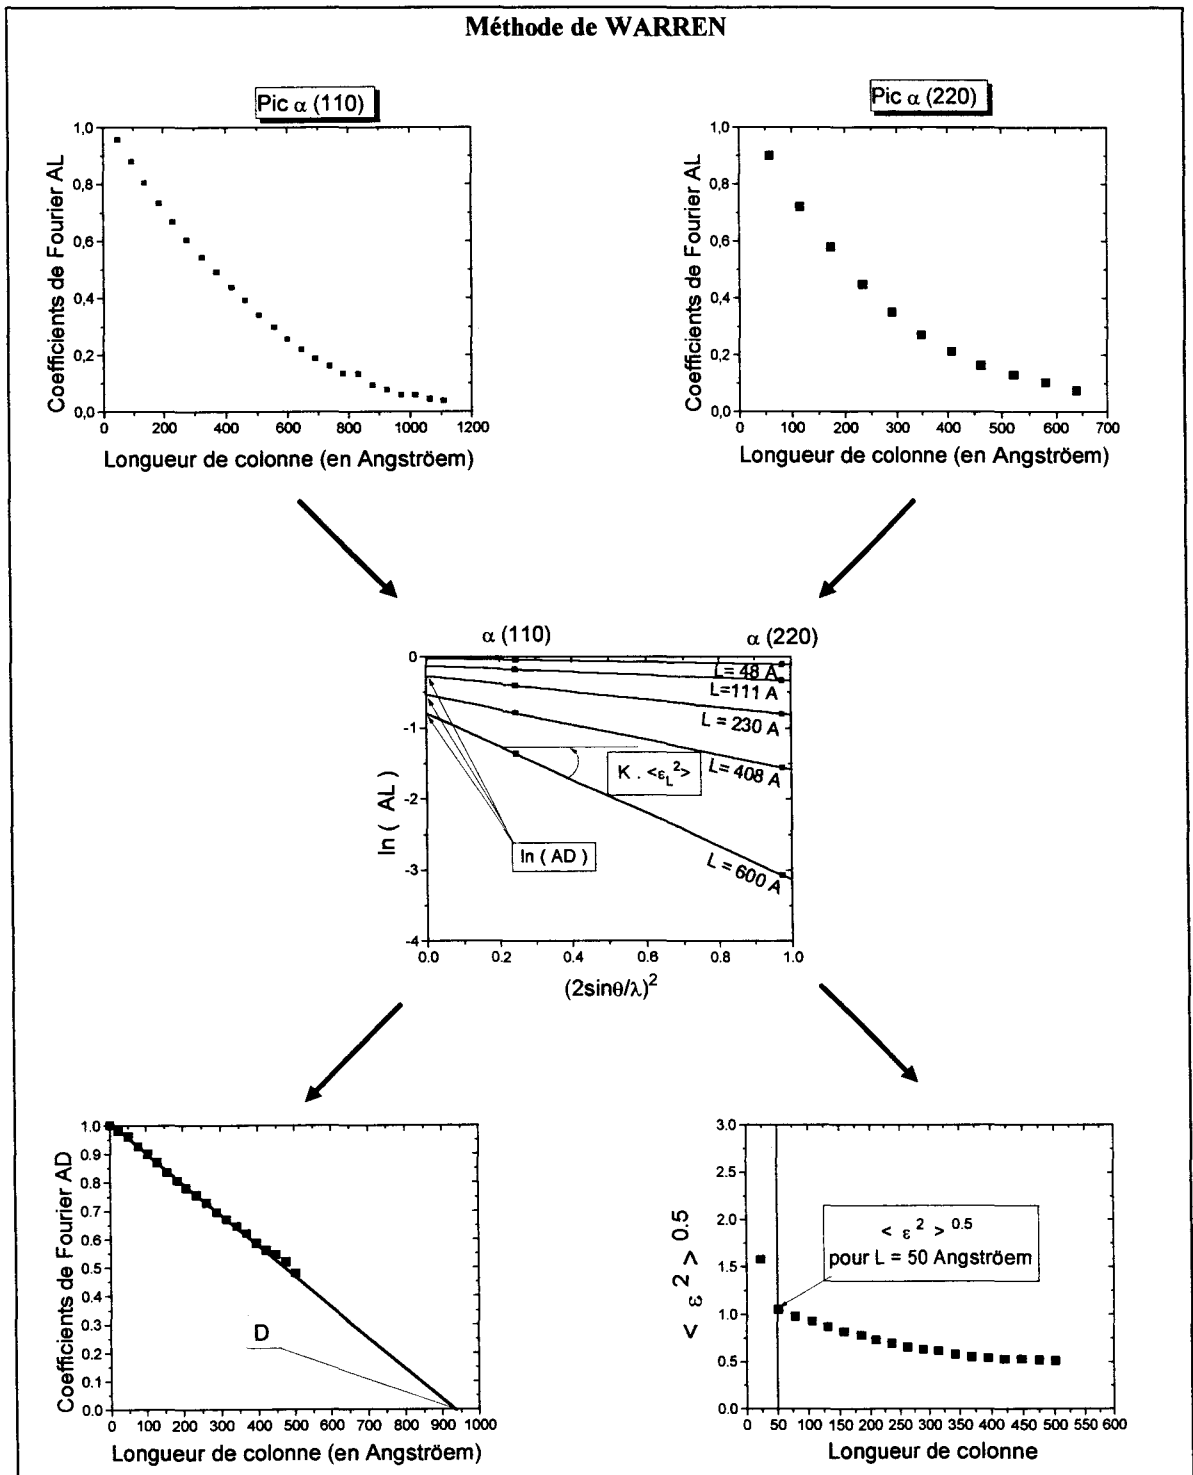 Méthode de WARREN
Pic α (110)
Coefficients de Fourier AL
1,0
0,8
0,6
0,4
0,2
0,0
0 200 400 600 800 1000 1200
Longueur de colonne (en Angströem)
Pic α (220)
Coefficients de Fourier AL
1,0
0,8
0,6
0,4
0,2
0,0
0 100 200 300 400 500 600 700
Longueur de colonne (en Angströem)
α (110)
α (220)
ln ( AL )
0
-1
-2
-3
-4
L= 48 A
L=111 A
L = 230 A
L= 408 A
L = 600 A
K . <ε_L^2>
ln ( AD )
0.0 0.2 0.4 0.6 0.8 1.0
(2sinθ/λ)^2
Coefficients de Fourier AD
1.0
0.9
0.8
0.7
0.6
0.5
0.4
0.3
0.2
0.1
0.0
D
0 100 200 300 400 500 600 700 800 900 1000
Longueur de colonne (en Angströem)
< ε^2 > 0.5
3.0
2.5
2.0
1.5
1.0
0.5
0.0
< ε^2 > 0.5
pour L = 50 Angströem
0 50 100 150 200 250 300 350 400 450 500 550 600
Longueur de colonne